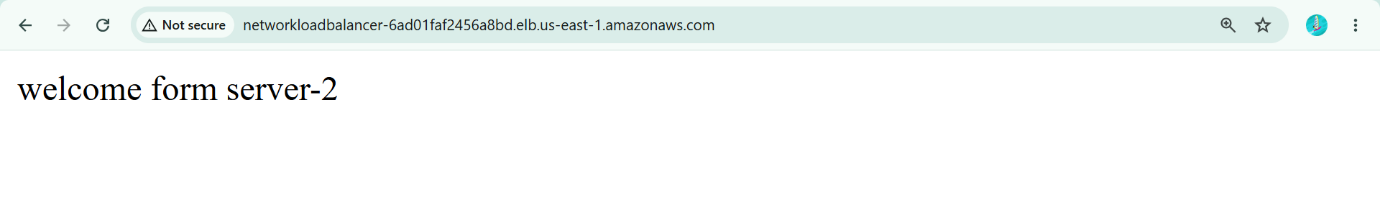 Not secure networkloadbalancer-6ad01faf2456a8bd.elb.us-east-1.amazonaws.com
welcome form server-2